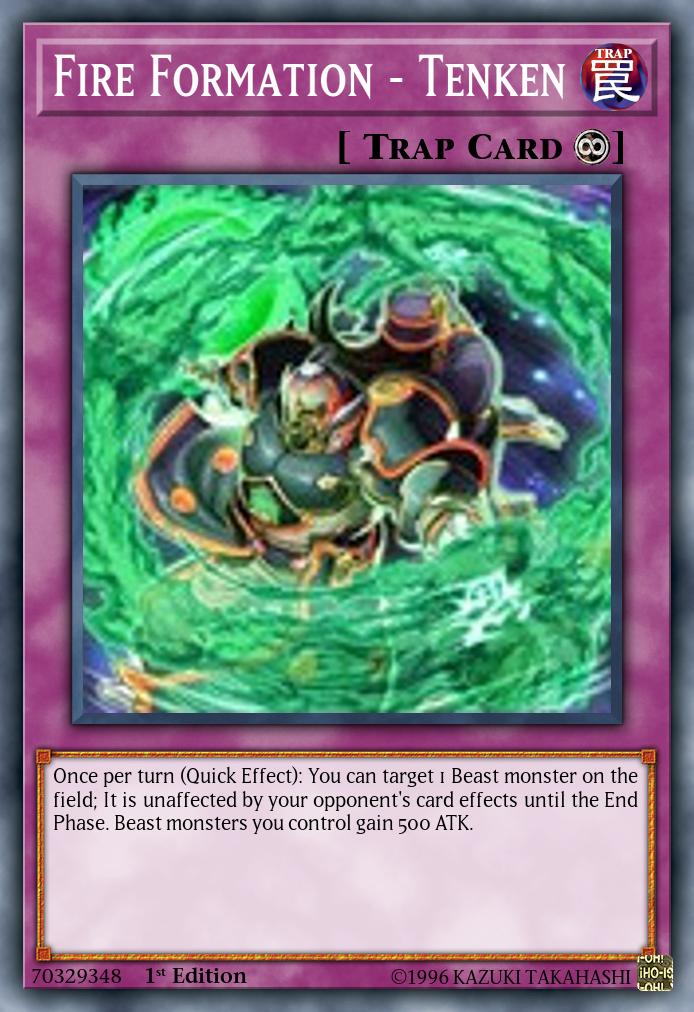 Fire Formation - Tenken
TRAP
罠
[ Trap Card ]
Once per turn (Quick Effect): You can target 1 Beast monster on the
field; It is unaffected by your opponent's card effects until the End
Phase. Beast monsters you control gain 500 ATK.
70329348 1st Edition ©1996 KAZUKI TAKAHASHI